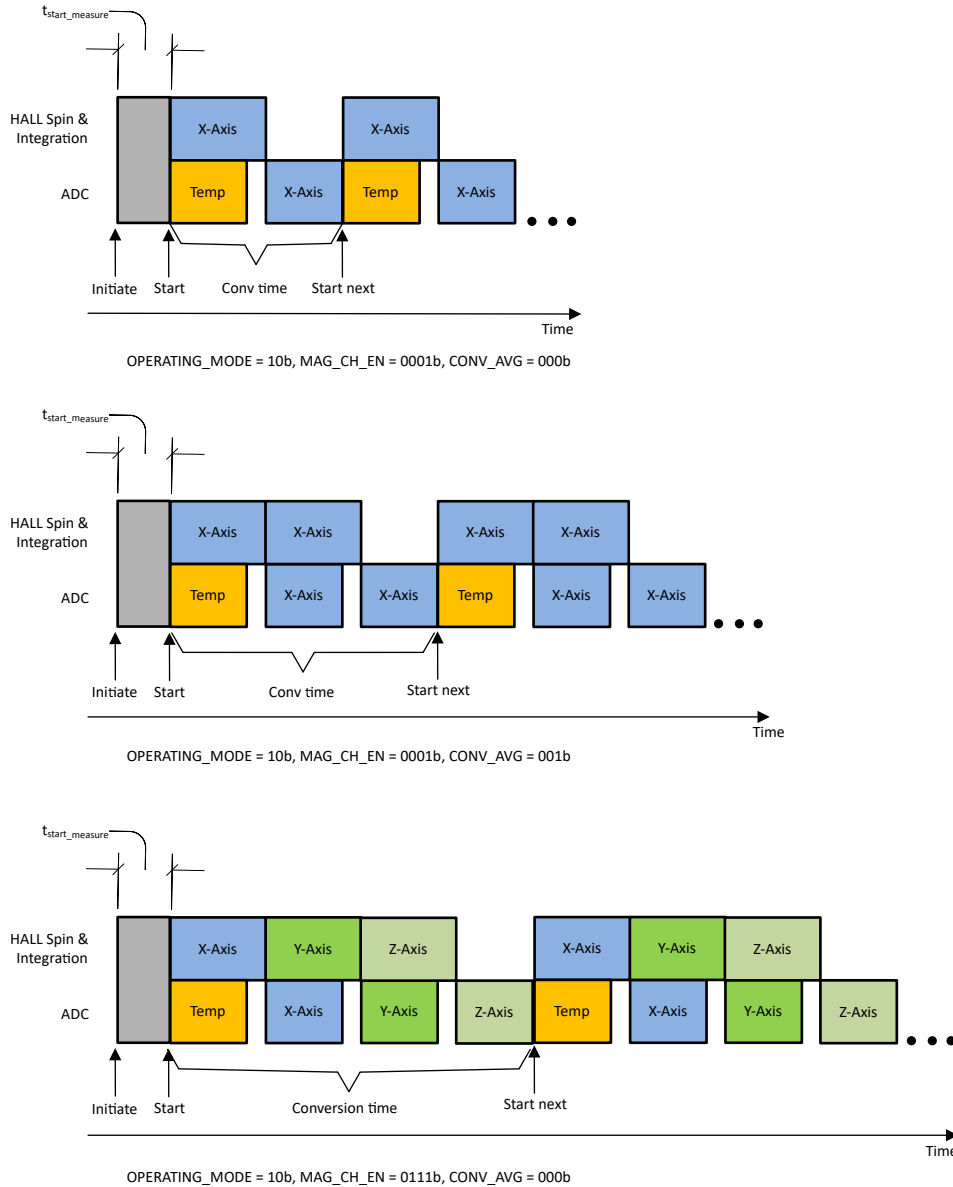 tstart_measure
HALL Spin &
Integration
X-Axis
X-Axis
ADC
Temp
X-Axis
Temp
X-Axis
Initiate
Start
Conv time
Start next
Time
OPERATING_MODE = 10b, MAG_CH_EN = 0001b, CONV_AVG = 000b
tstart_measure
HALL Spin &
Integration
X-Axis
X-Axis
X-Axis
X-Axis
ADC
Temp
X-Axis
X-Axis
Temp
X-Axis
X-Axis
Initiate
Start
Conv time
Start next
Time
OPERATING_MODE = 10b, MAG_CH_EN = 0001b, CONV_AVG = 001b
tstart_measure
HALL Spin &
Integration
X-Axis
Y-Axis
Z-Axis
X-Axis
Y-Axis
Z-Axis
ADC
Temp
X-Axis
Y-Axis
Z-Axis
Temp
X-Axis
Y-Axis
Z-Axis
Initiate
Start
Conversion time
Start next
Time
OPERATING_MODE = 10b, MAG_CH_EN = 0111b, CONV_AVG = 000b